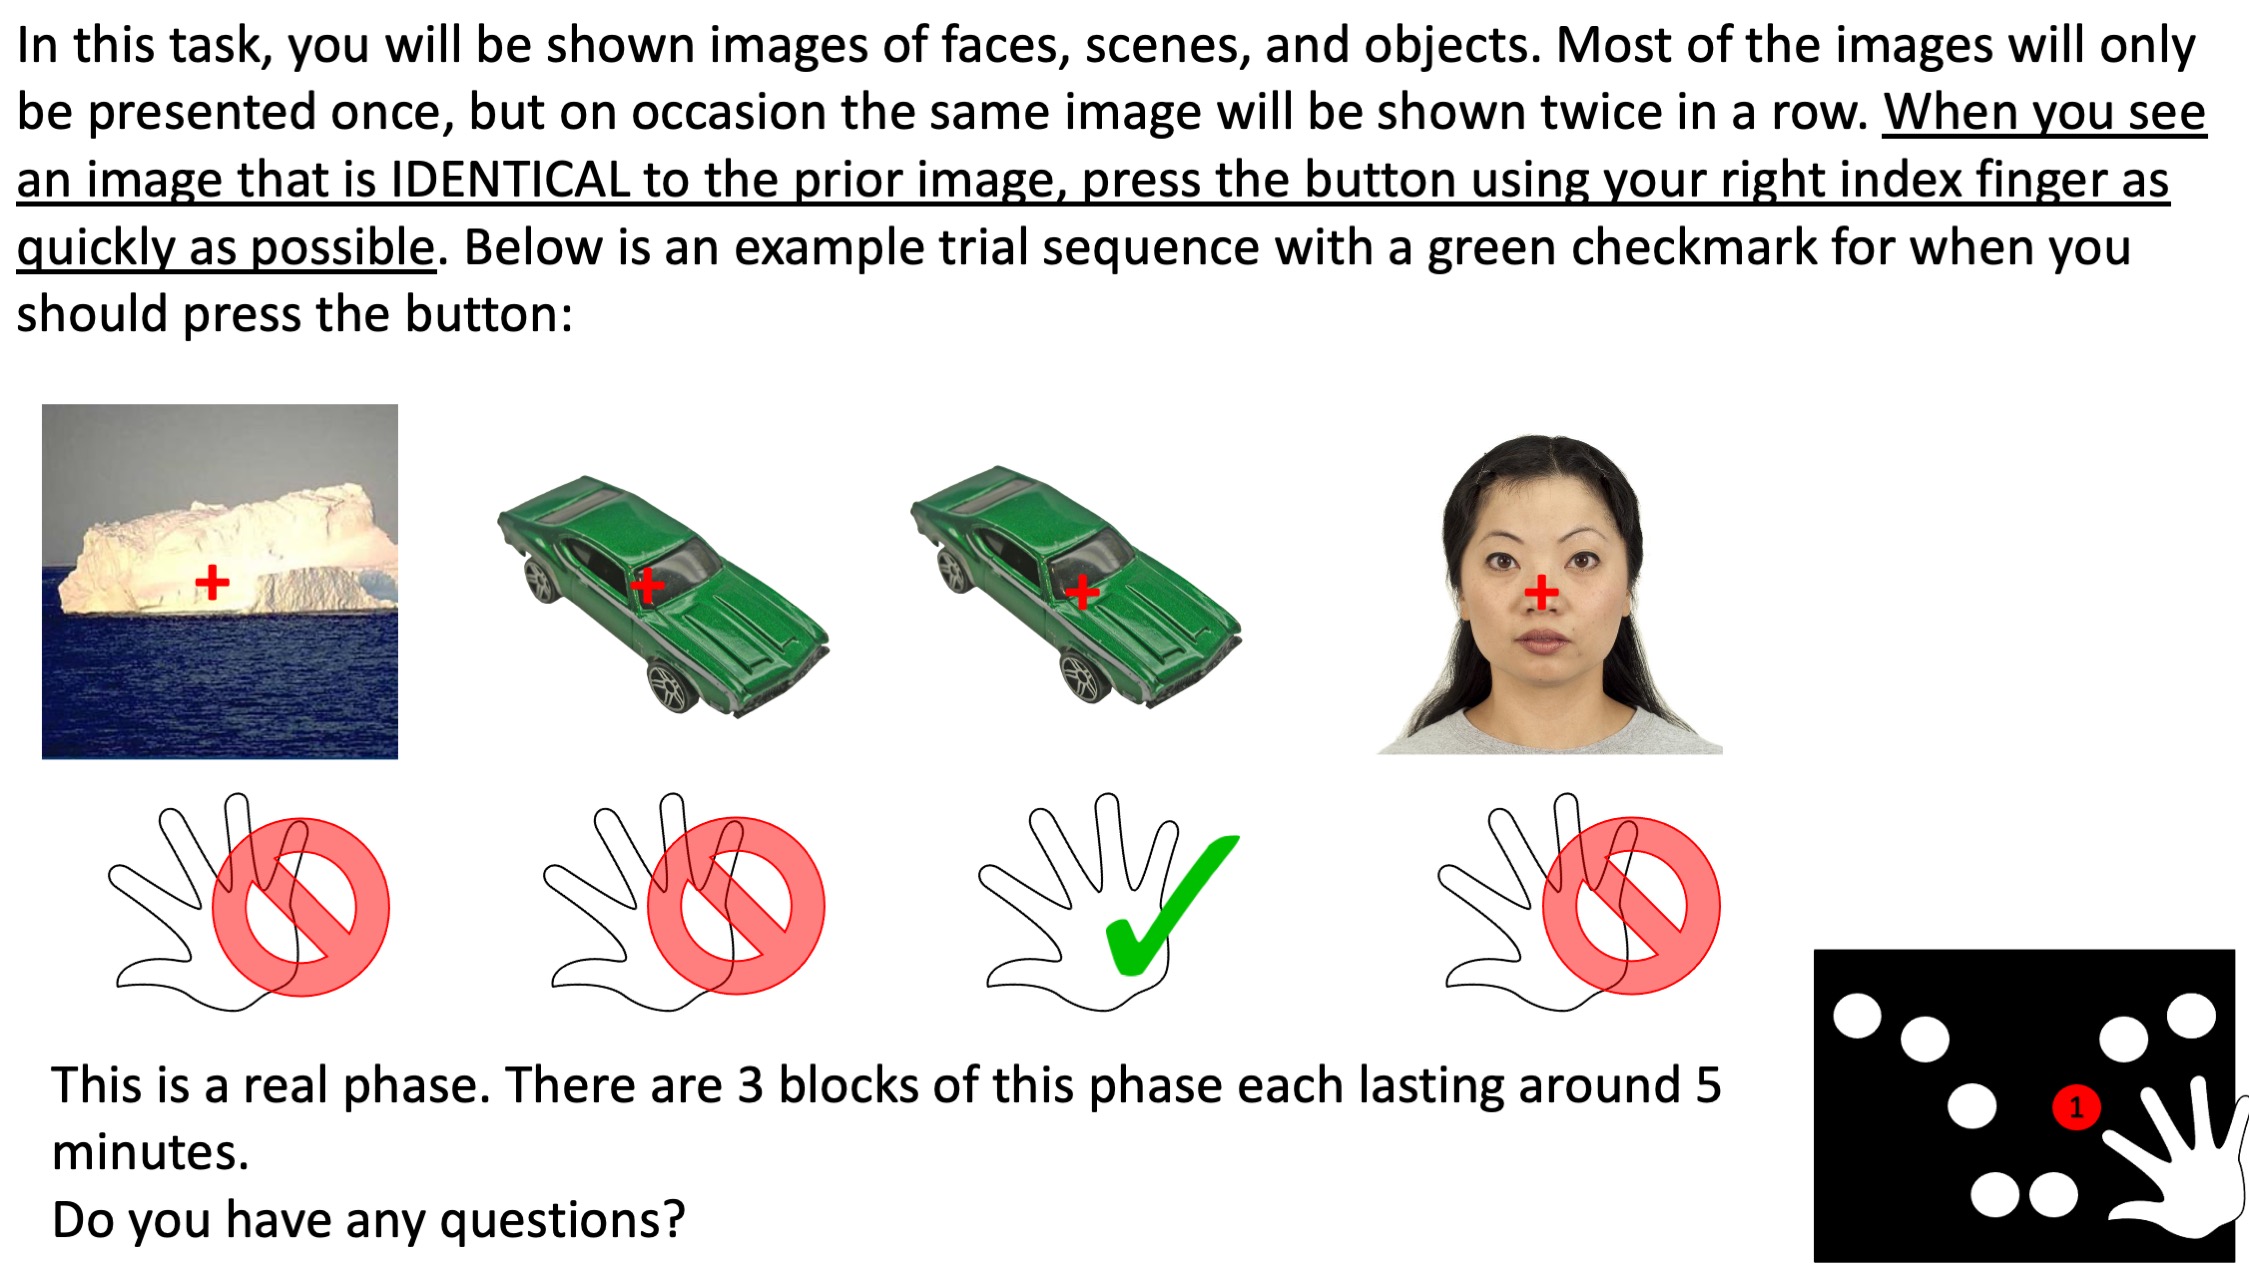 In this task, you will be shown images of faces, scenes, and objects. Most of the images will only
be presented once, but on occasion the same image will be shown twice in a row. When you see
an image that is IDENTICAL to the prior image, press the button using your right index finger as
quickly as possible. Below is an example trial sequence with a green checkmark for when you
should press the button:
This is a real phase. There are 3 blocks of this phase each lasting around 5
minutes.
Do you have any questions?
1